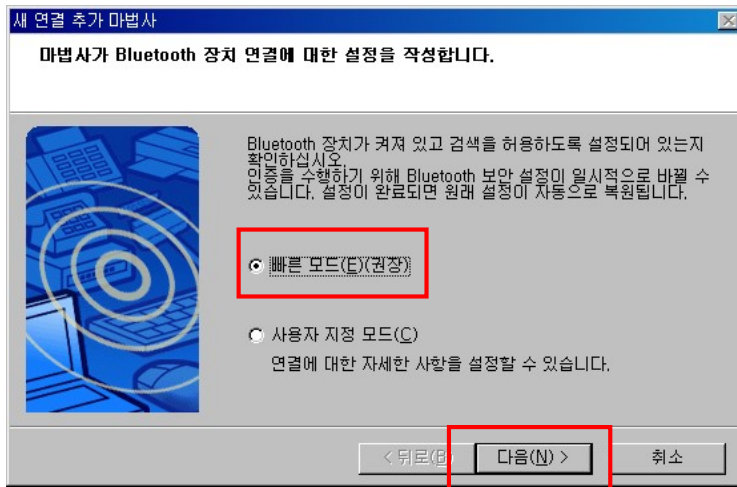 새 연결 추가 마법사
마법사가 Bluetooth 장치 연결에 대한 설정을 작성합니다.
Bluetooth 장치가 켜져 있고 검색을 허용하도록 설정되어 있는지
확인하십시오.
인증을 수행하기 위해 Bluetooth 보안 설정이 일시적으로 바뀔 수
있습니다. 설정이 완료되면 원래 설정이 자동으로 복원됩니다.
빠른 모드(E)(권장)
사용자 지정 모드(C)
연결에 대한 자세한 사항을 설정할 수 있습니다.
< 뒤로(B 다음(N) > 취소